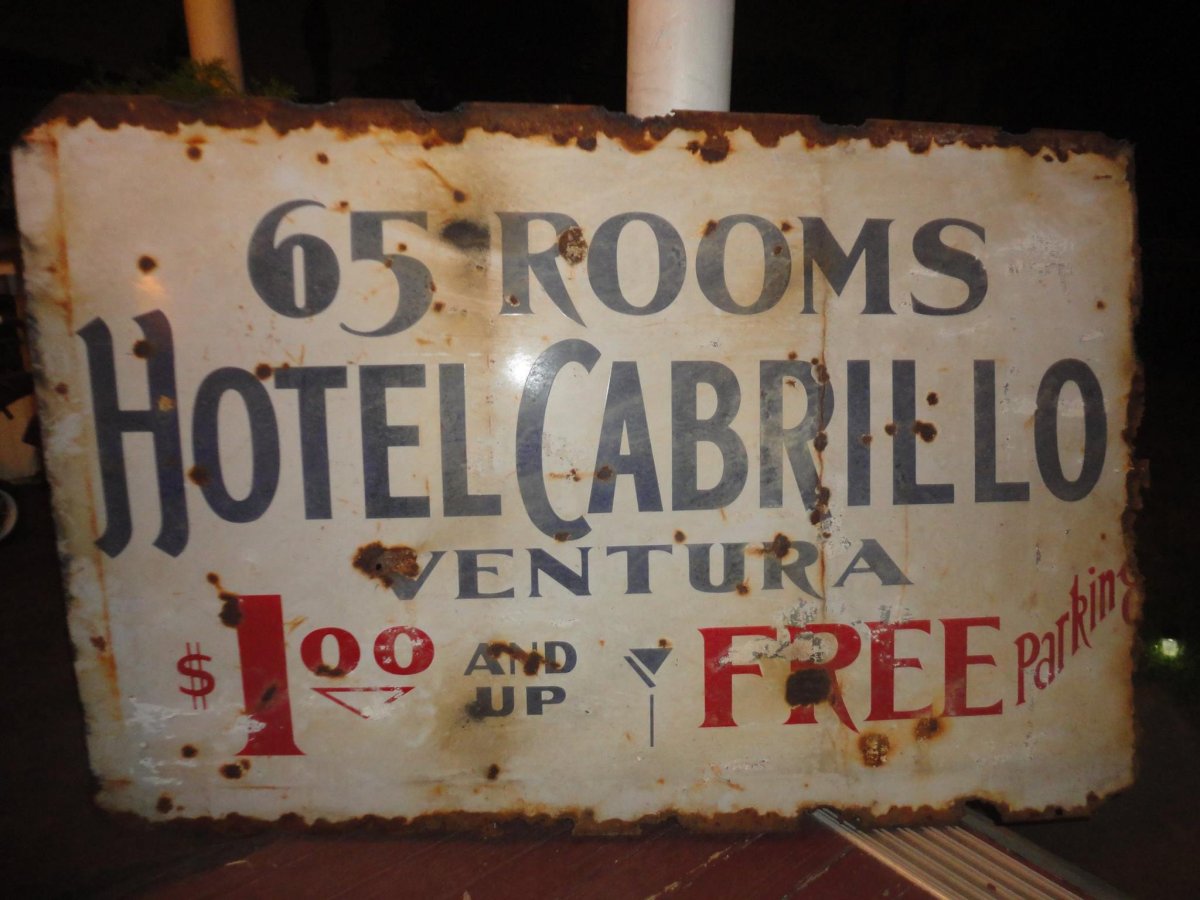 65 ROOMS
HOTEL CABRILLO
VENTURA
$1.00 AND UP FREE Parking